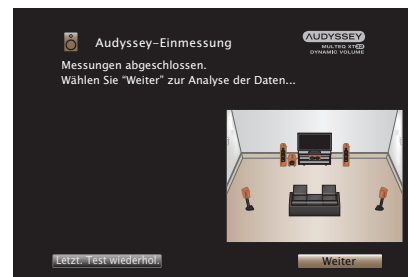 Audyssey-Einmessung
AUDYSSEY
MULTEQ XT32
DYNAMIC VOLUME
Messungen abgeschlossen.
Wählen Sie “Weiter” zur Analyse der Daten...
Letzt. Test wiederhol.
Weiter